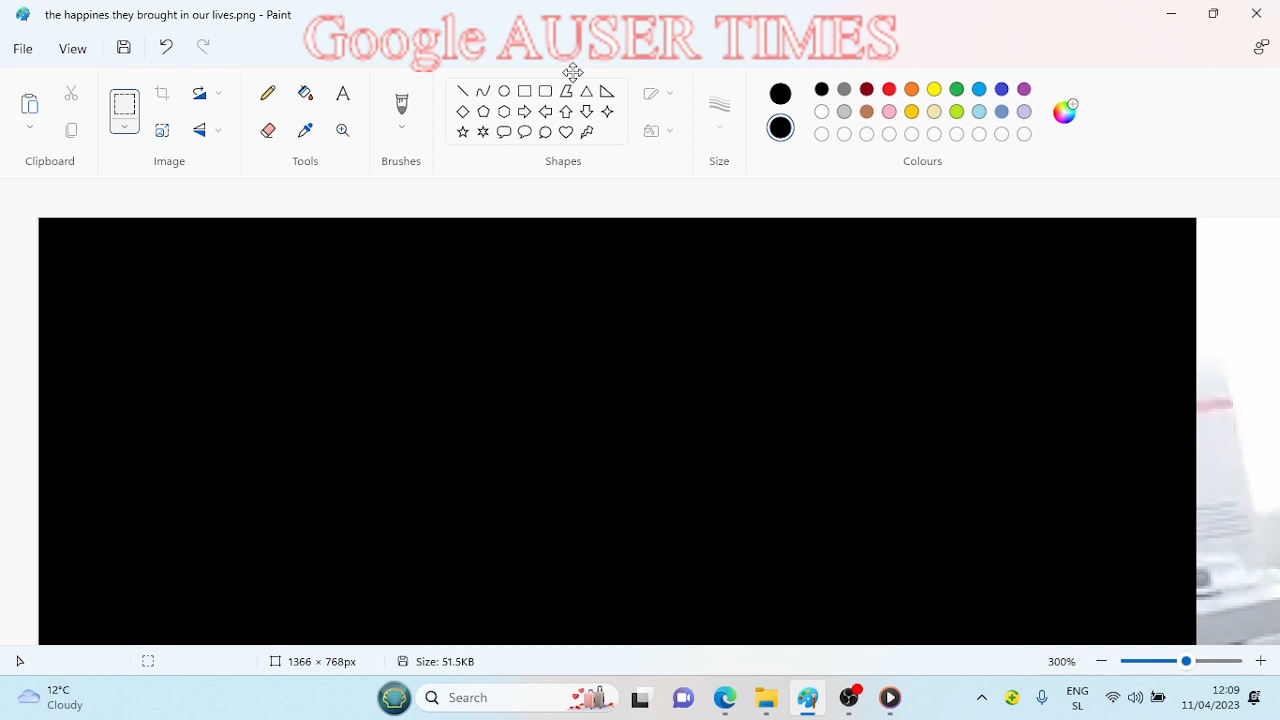 the happines they brought in our lives.png - Paint
Google AUSER TIMES
File
View
Clipboard
Image
Tools
Brushes
Shapes
Size
Colours
1366 × 768px
Size: 51.5KB
300%
12°C
Cloudy
Search
ENG
SL
12:09
11/04/2023